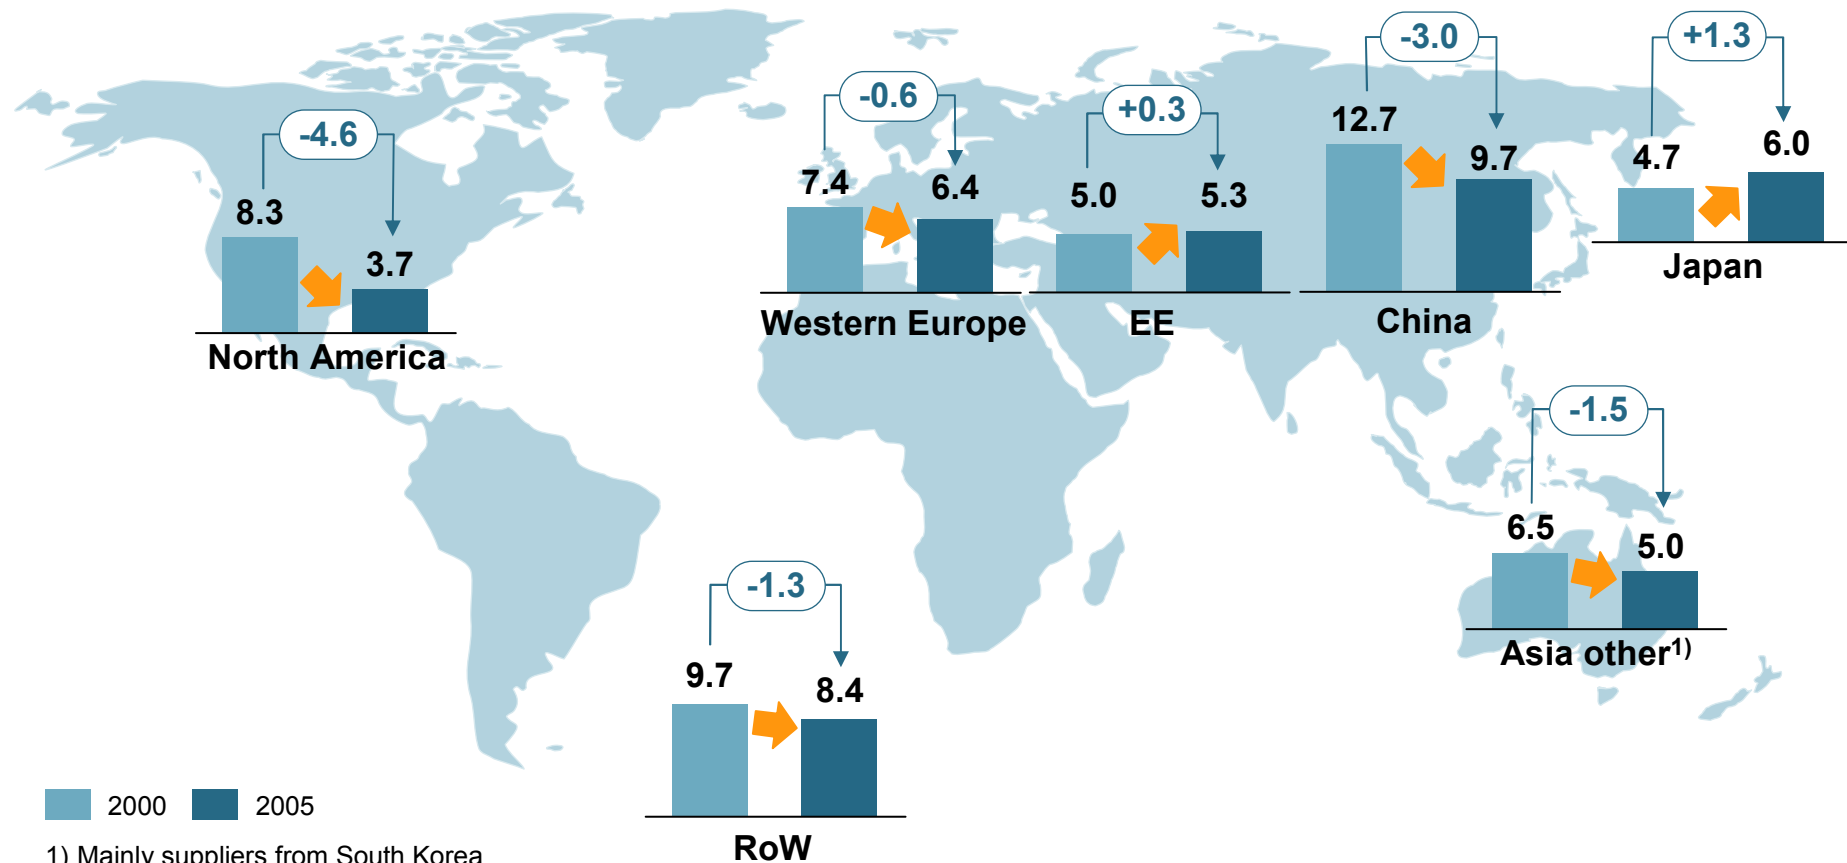 -4.6
8.3
3.7
North America
-0.6
7.4
6.4
Western Europe
+0.3
5.0
5.3
EE
-3.0
12.7
9.7
China
+1.3
4.7
6.0
Japan
-1.5
6.5
5.0
Asia other1)
-1.3
9.7
8.4
RoW
2000 2005
1) Mainly suppliers from South Korea